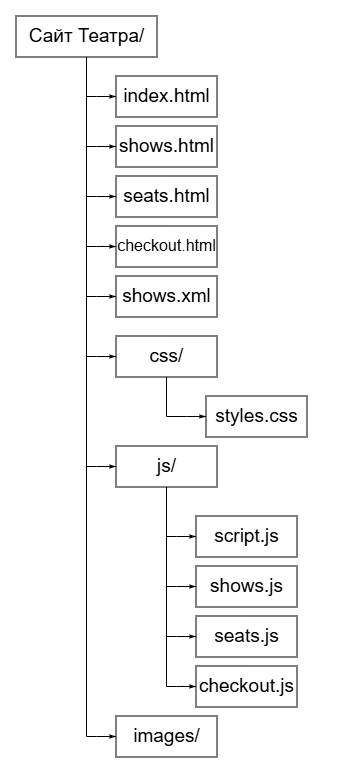 Сайт Театра/
index.html
shows.html
seats.html
checkout.html
shows.xml
css/
styles.css
js/
script.js
shows.js
seats.js
checkout.js
images/